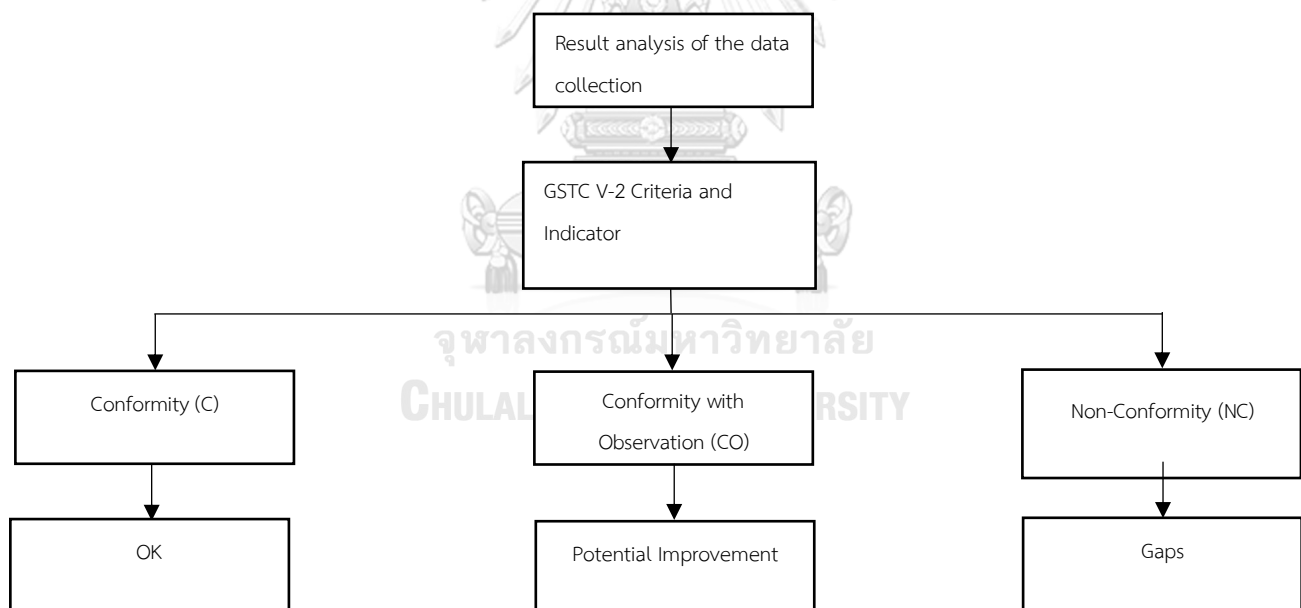 Result analysis of the data
collection
GSTC V-2 Criteria and
Indicator
จุฬาลงกรณ์มหาวิทยาลัย
CHULAL
RSITY
Conformity (C)
Conformity with
Observation (CO)
Non-Conformity (NC)
OK
Potential Improvement
Gaps